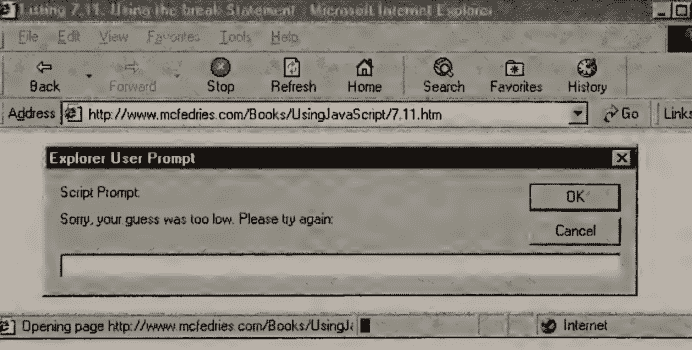 Listing 7.11. Using the break Statement - Microsoft Internet Explorer
File Edit View Favorites Tools Help
Back Forward Stop Refresh Home Search Favorites History
Address http://www.mcfedries.com/Books/UsingJavaScript/7.11.htm Go Links
Explorer User Prompt
Script Prompt:
OK
Sorry, your guess was too low. Please try again:
Cancel
Opening page http://www.mcfedries.com/Books/UsingJa Internet